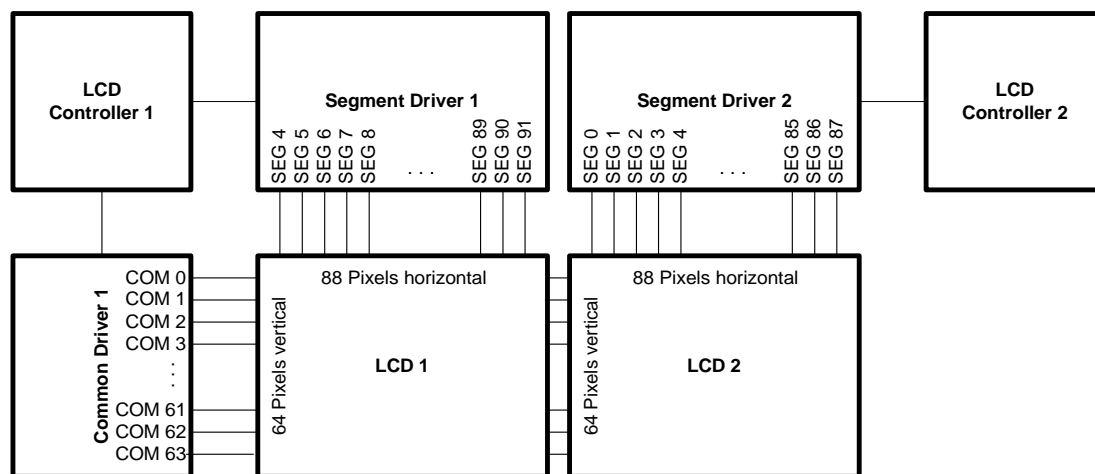 LCD
Controller 1
Segment Driver 1
SEG 4
SEG 5
SEG 6
SEG 7
SEG 8
. . .
SEG 89
SEG 90
SEG 91
Segment Driver 2
SEG 0
SEG 1
SEG 2
SEG 3
SEG 4
. . .
SEG 85
SEG 86
SEG 87
LCD
Controller 2
Common Driver 1
COM 0
COM 1
COM 2
COM 3
. . .
COM 61
COM 62
COM 63
88 Pixels horizontal
64 Pixels vertical
LCD 1
88 Pixels horizontal
64 Pixels vertical
LCD 2